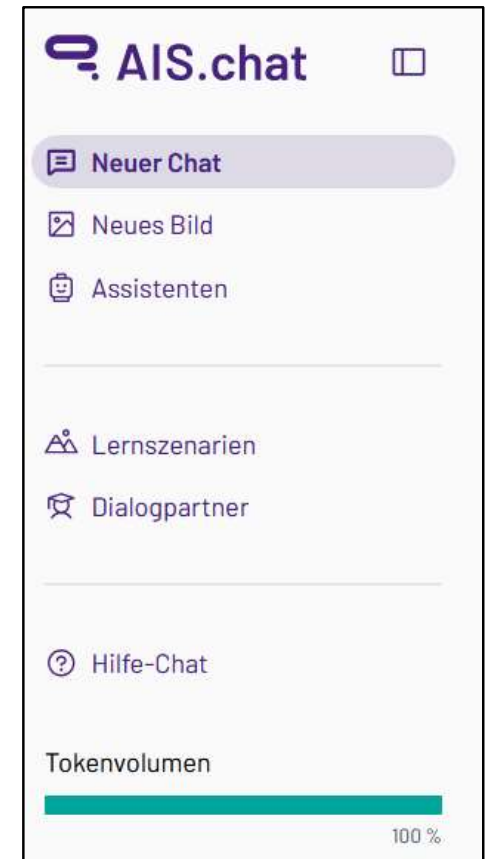 AIS.chat
Neuer Chat
Neues Bild
Assistenten
Lernszenarien
Dialogpartner
Hilfe-Chat
Tokenvolumen
100 %